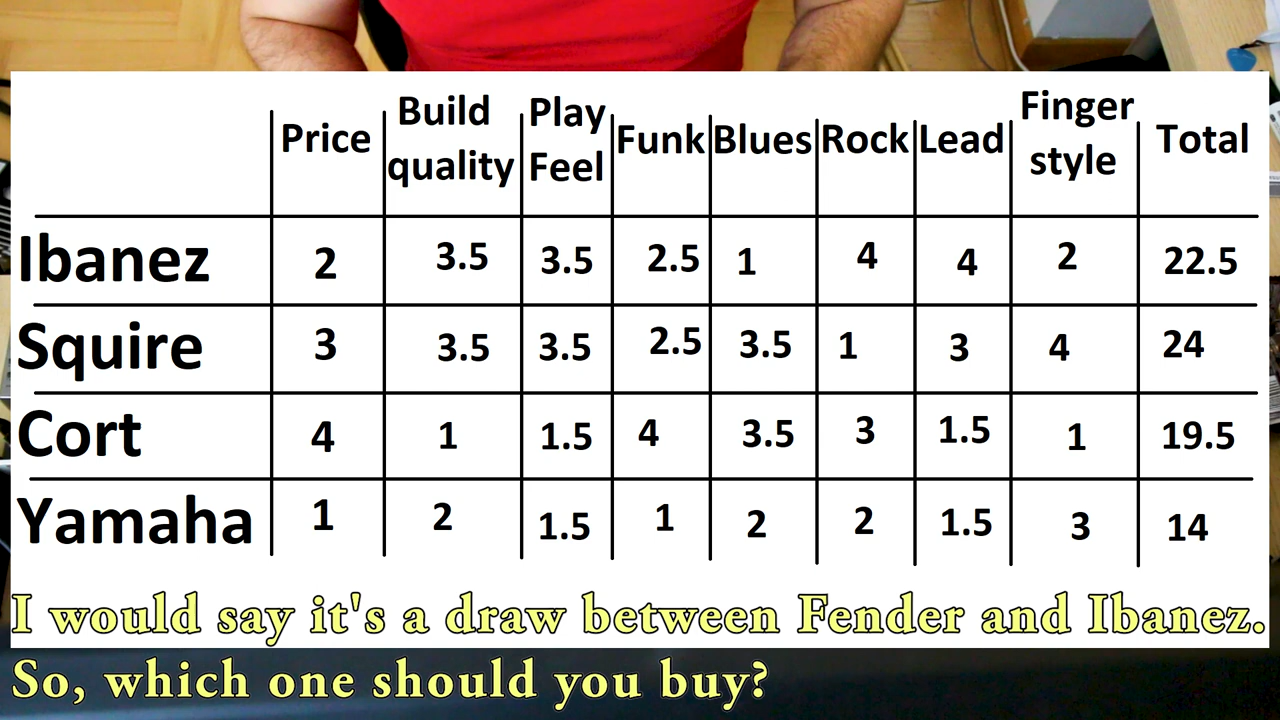 Price Build quality Play Feel Funk Blues Rock Lead Finger style Total
Ibanez 2 3.5 3.5 2.5 1 4 4 2 22.5
Squire 3 3.5 3.5 2.5 3.5 1 3 4 24
Cort 4 1 1.5 4 3.5 3 1.5 1 19.5
Yamaha 1 2 1.5 1 2 2 1.5 3 14
I would say it's a draw between Fender and Ibanez.
So, which one should you buy?